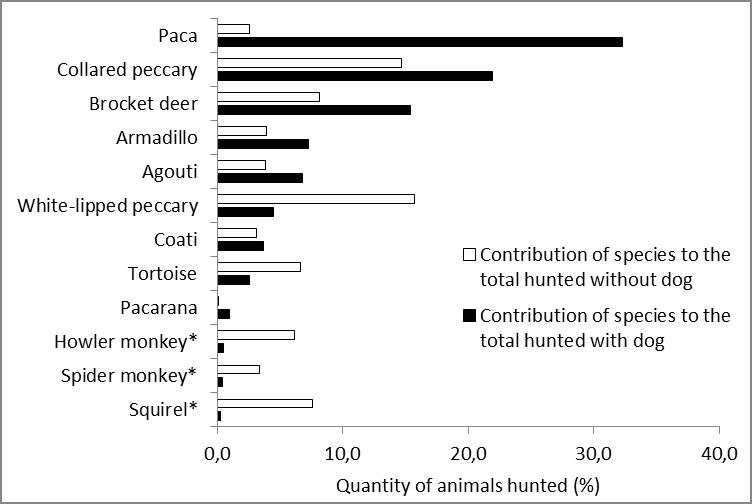 Paca
Collared peccary
Brocket deer
Armadillo
Agouti
White-lipped peccary
Coati
Tortoise
Pacarana
Howler monkey*
Spider monkey*
Squirel*
Contribution of species to the
total hunted without dog
Contribution of species to the
total hunted with dog
0,0 10,0 20,0 30,0 40,0
Quantity of animals hunted (%)